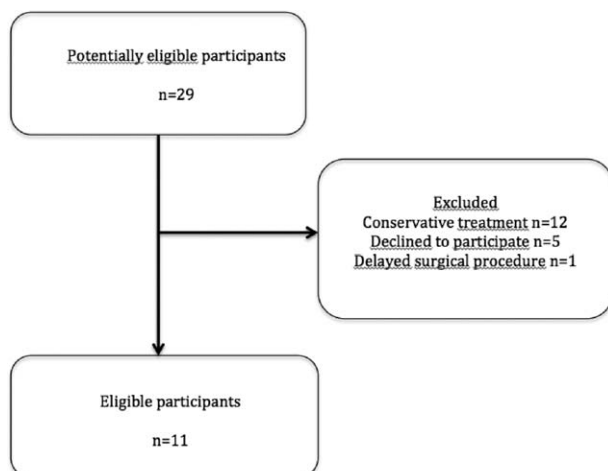 Potentially eligible participants
n=29
Excluded
Conservative treatment n=12
Declined to participate n=5
Delayed surgical procedure n=1
Eligible participants
n=11